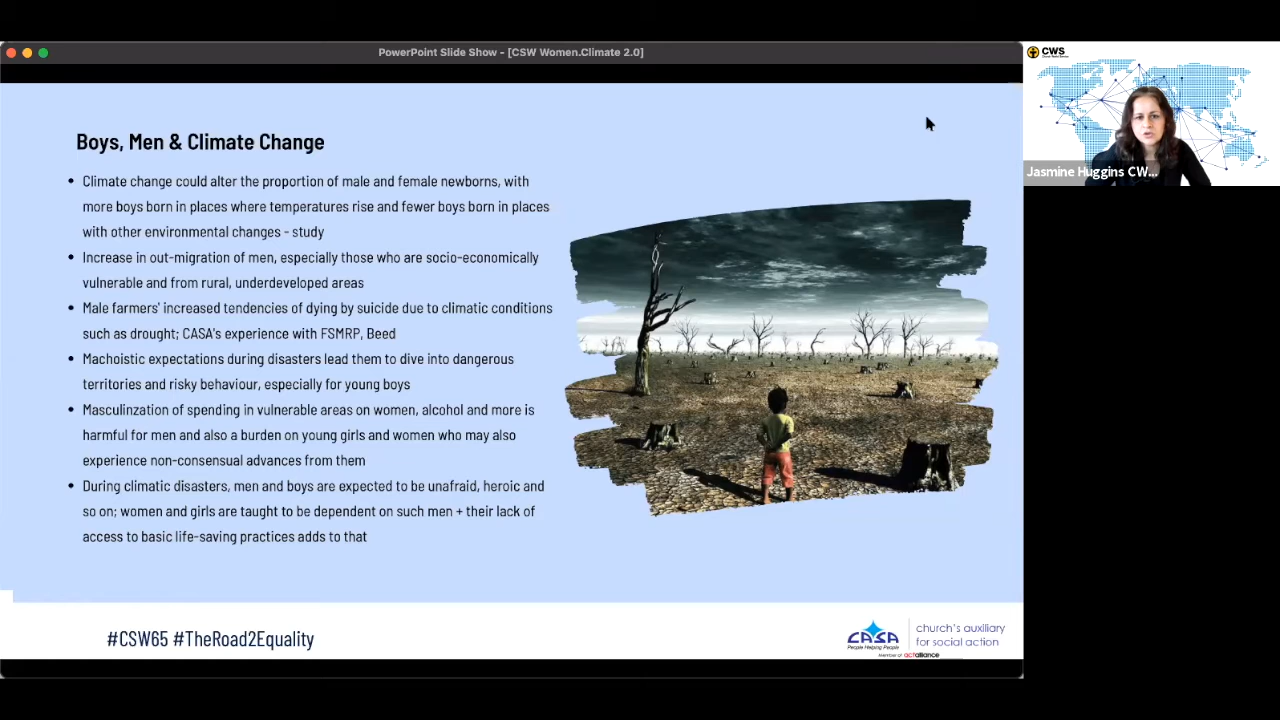 PowerPoint Slide Show - [CSW Women.Climate 2.0]
CWS
Jasmine Huggins CW...
Boys, Men & Climate Change
• Climate change could alter the proportion of male and female newborns, with
more boys born in places where temperatures rise and fewer boys born in places
with other environmental changes - study
• Increase in out-migration of men, especially those who are socio-economically
vulnerable and from rural, underdeveloped areas
• Male farmers' increased tendencies of dying by suicide due to climatic conditions
such as drought; CASA's experience with FSMRP, Beed
• Machoistic expectations during disasters lead them to dive into dangerous
territories and risky behaviour, especially for young boys
• Masculinzation of spending in vulnerable areas on women, alcohol and more is
harmful for men and also a burden on young girls and women who may also
experience non-consensual advances from them
• During climatic disasters, men and boys are expected to be unafraid, heroic and
so on; women and girls are taught to be dependent on such men + their lack of
access to basic life-saving practices adds to that
#CSW65 #TheRoad2Equality
CASA
People Helping People
church's auxiliary
for social action
Member of actalliance